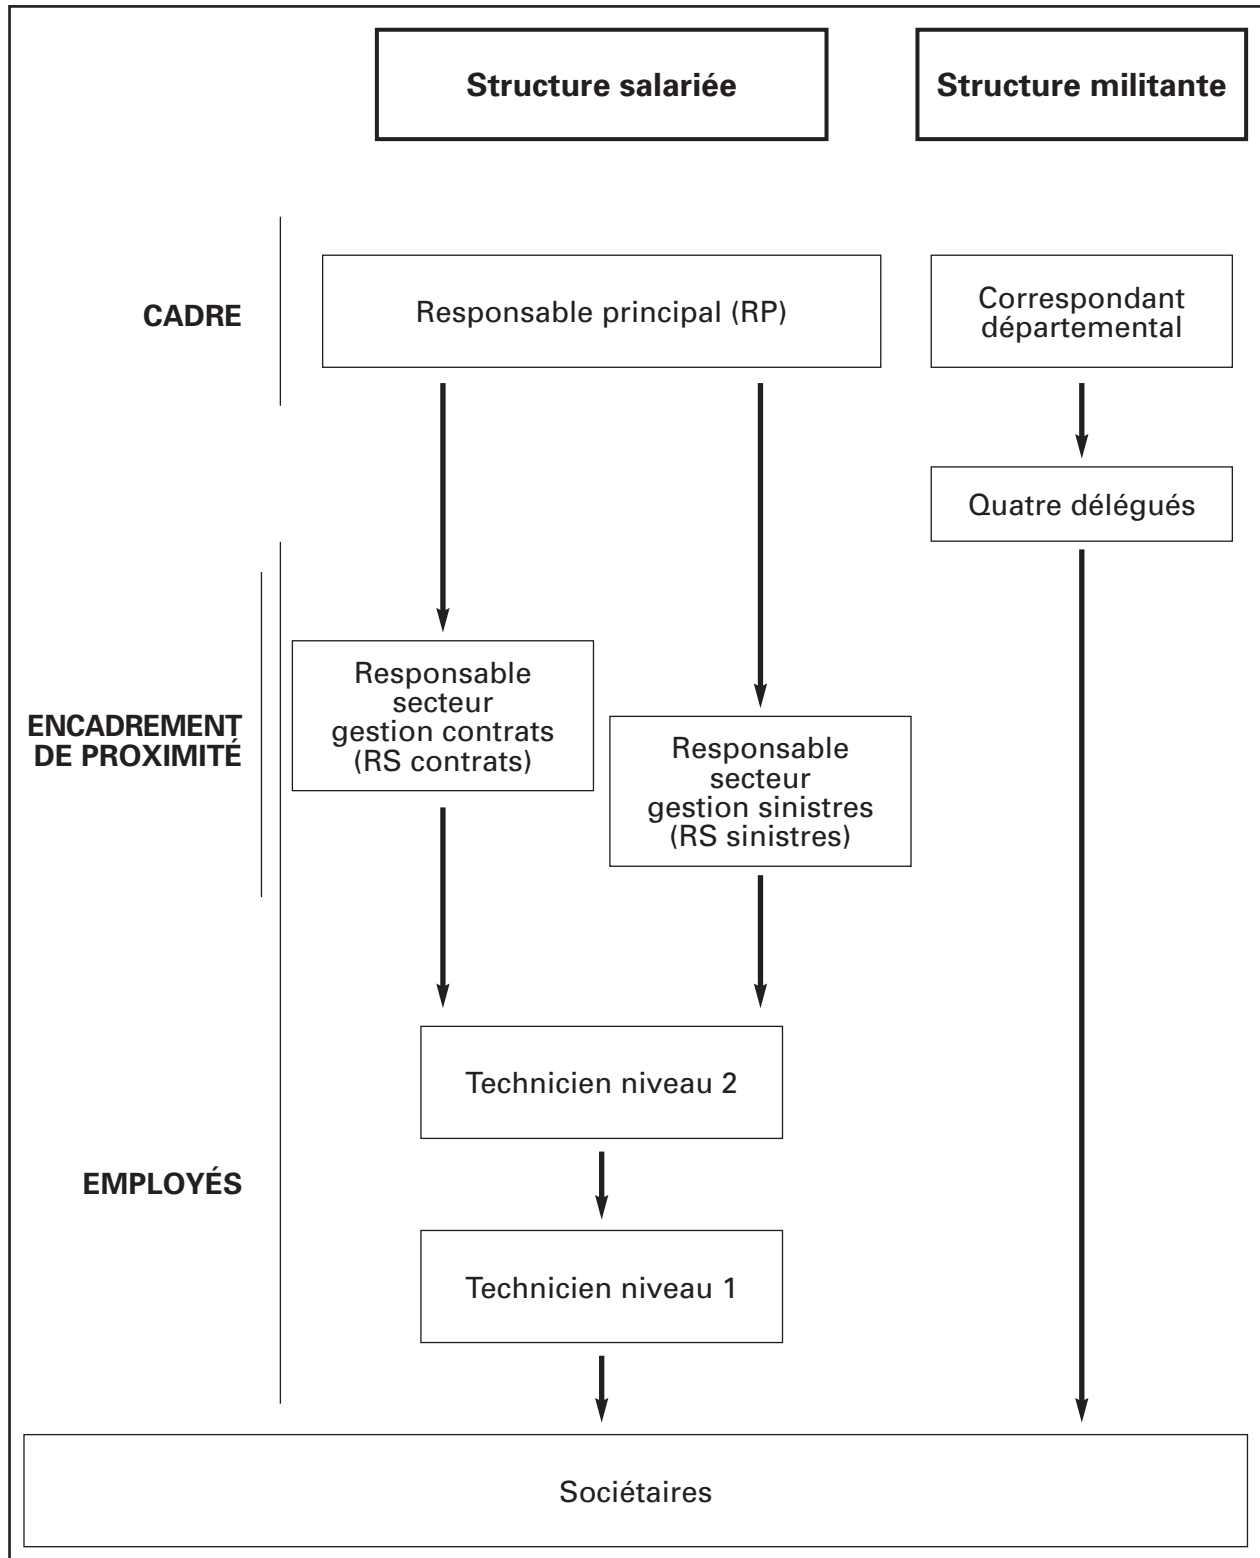 Structure salariée
Structure militante
CADRE
Responsable principal (RP)
Correspondant
départemental
Quatre délégués
ENCADREMENT
DE PROXIMITÉ
Responsable
secteur
gestion contrats
(RS contrats)
Responsable
secteur
gestion sinistres
(RS sinistres)
Technicien niveau 2
EMPLOYÉS
Technicien niveau 1
Sociétaires